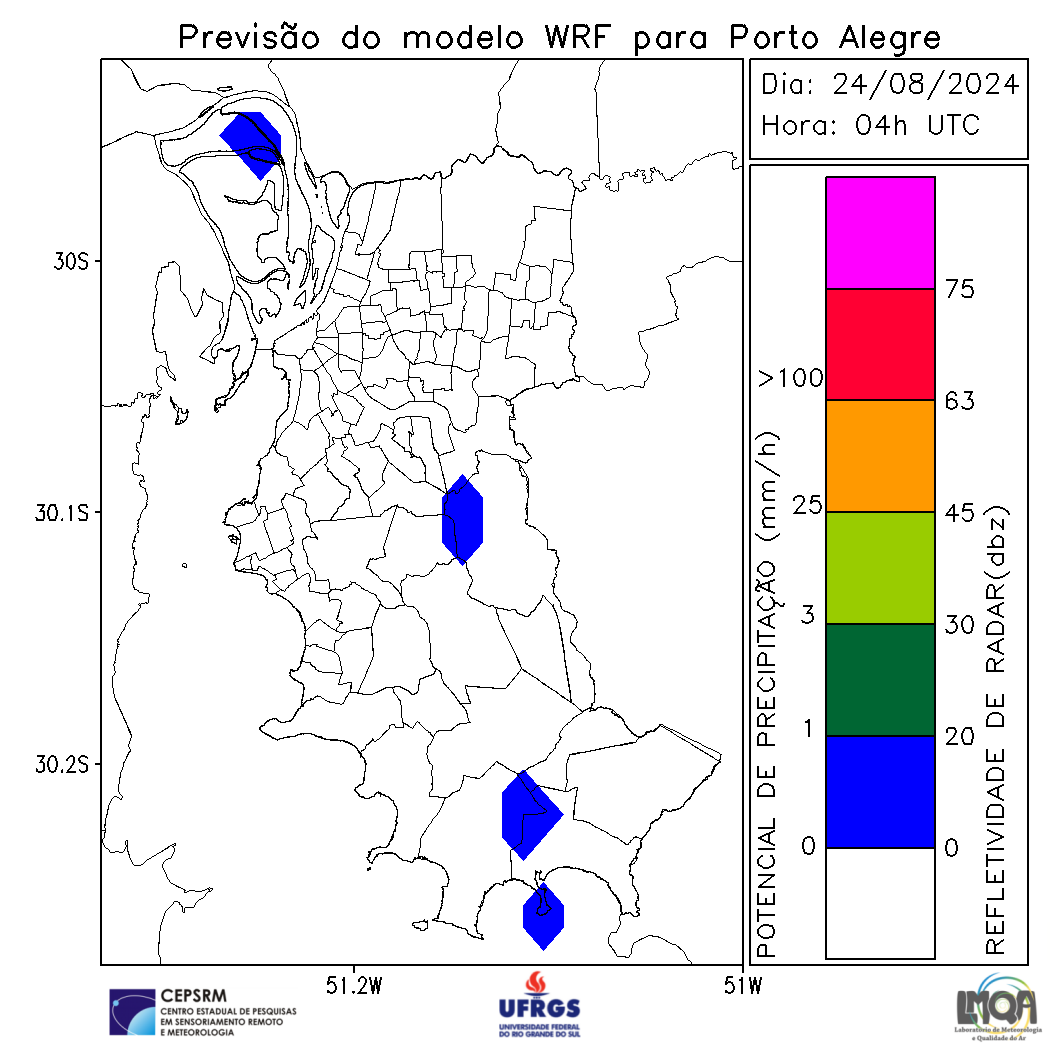 Previsão do modelo WRF para Porto Alegre
Dia: 24/08/2024
Hora: 04h UTC
30S
30.1S
30.2S
51.2W
51W
POTENCIAL DE PRECIPITAÇÃO (mm/h)
>100
25
3
1
0
75
63
45
30
20
0
REFLETIVIDADE DE RADAR(dbz)
CEPSRM
CENTRO ESTADUAL DE PESQUISAS
EM SENSORIAMENTO REMOTO
E METEOROLOGIA
UFRGS
UNIVERSIDADE FEDERAL
DO RIO GRANDE DO SUL
LMQA
Laboratório de Meteorologia
e Qualidade do Ar